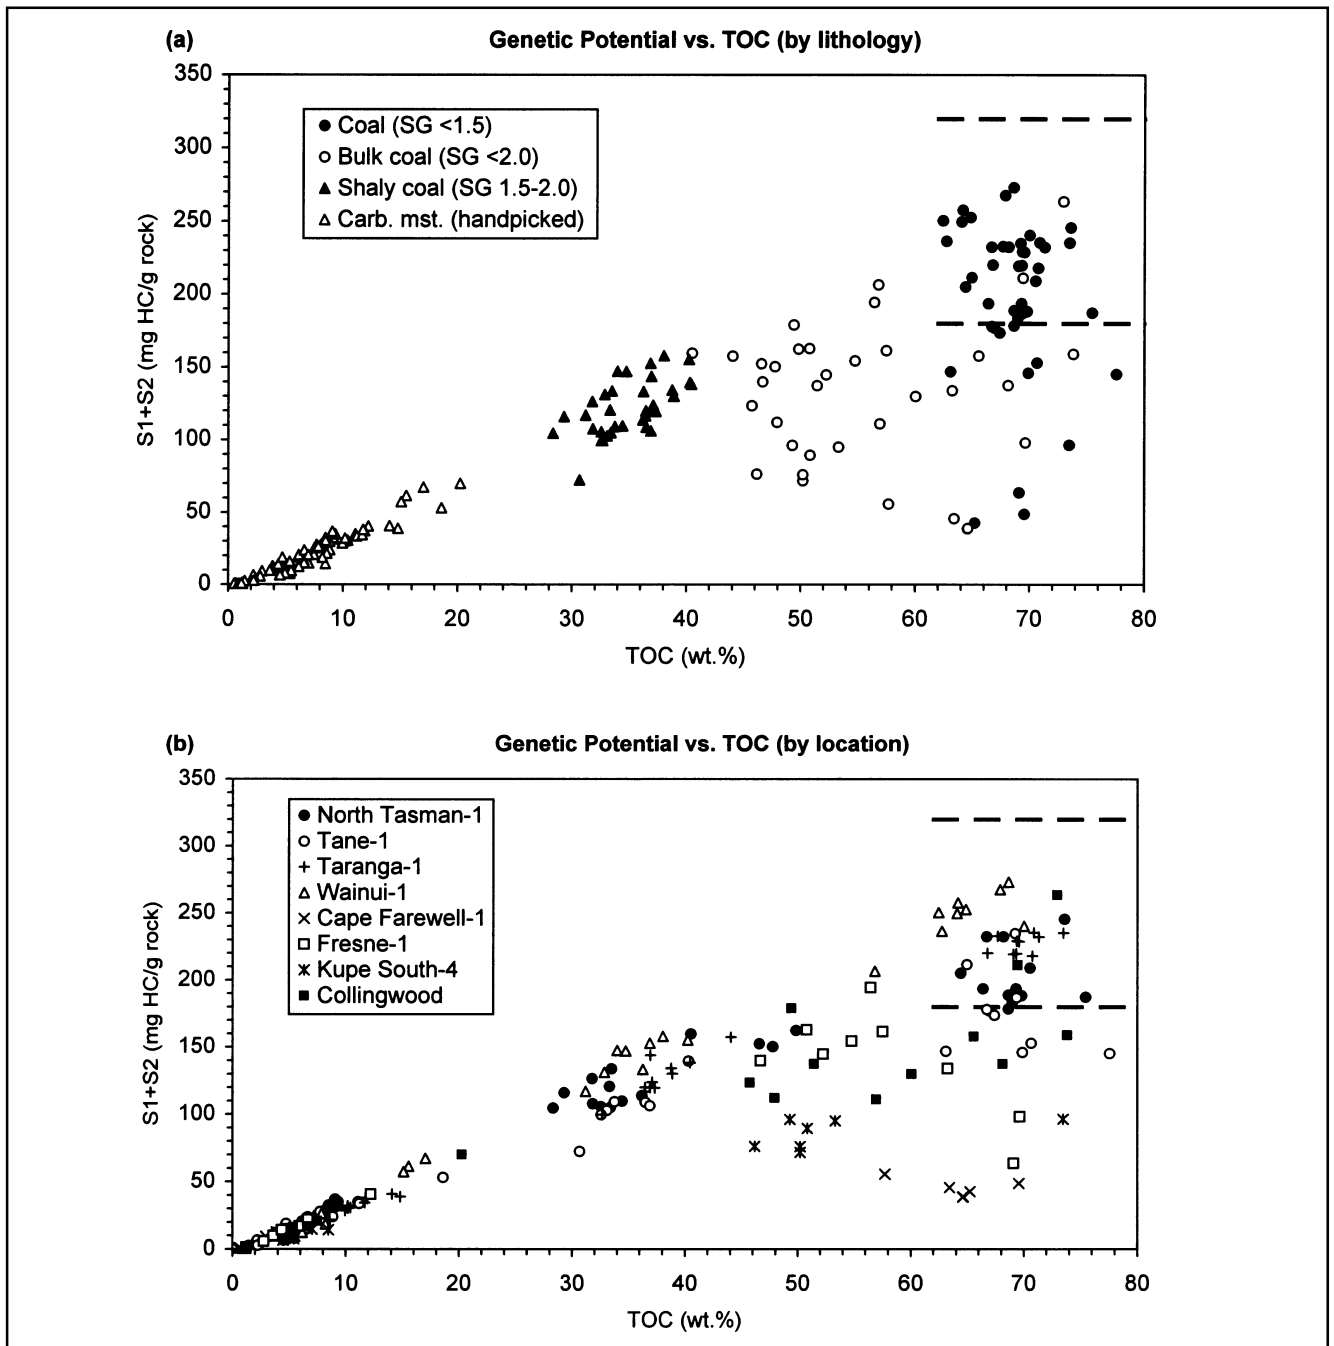 (a)
Genetic Potential vs. TOC (by lithology)
350
300
250
200
150
100
50
0
S1+S2 (mg HC/g rock)
Coal (SG <1.5)
Bulk coal (SG <2.0)
Shaly coal (SG 1.5-2.0)
Carb. mst. (handpicked)
0 10 20 30 40 50 60 70 80
TOC (wt.%)
(b)
Genetic Potential vs. TOC (by location)
350
300
250
200
150
100
50
0
S1+S2 (mg HC/g rock)
North Tasman-1
Tane-1
Taranga-1
Wainui-1
Cape Farewell-1
Fresne-1
Kupe South-4
Collingwood
0 10 20 30 40 50 60 70 80
TOC (wt.%)